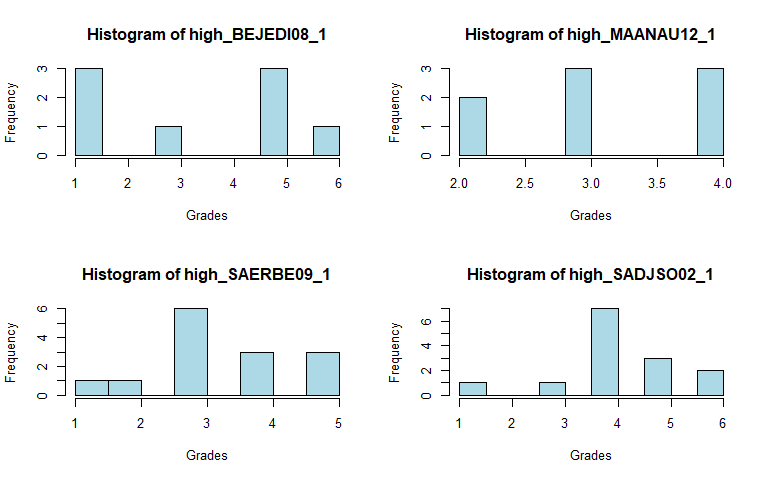 Histogram of high_BEJEDI08_1
Frequency
0 1 2 3
1 2 3 4 5 6
Grades
Histogram of high_MAANAU12_1
Frequency
0 1 2 3
2.0 2.5 3.0 3.5 4.0
Grades
Histogram of high_SAERBE09_1
Frequency
0 2 4 6
1 2 3 4 5
Grades
Histogram of high_SADJSO02_1
Frequency
0 2 4 6
1 2 3 4 5 6
Grades